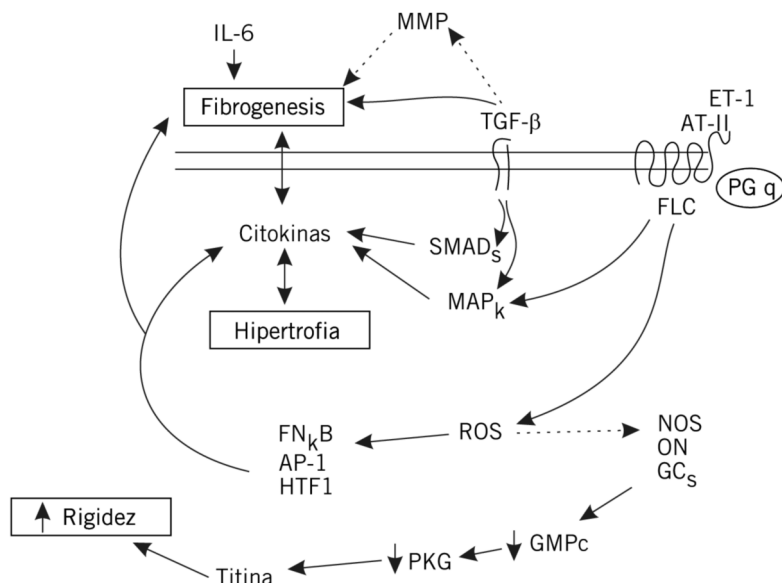 MMP
IL-6
Fibrogenesis
TGF-β
ET-1
AT-II
PG q
FLC
Citokinas
SMADs
MAPk
Hipertrofia
FNkB
AP-1
HTF1
ROS
NOS
ON
GCs
Rigidez
GMPc
PKG
Titina